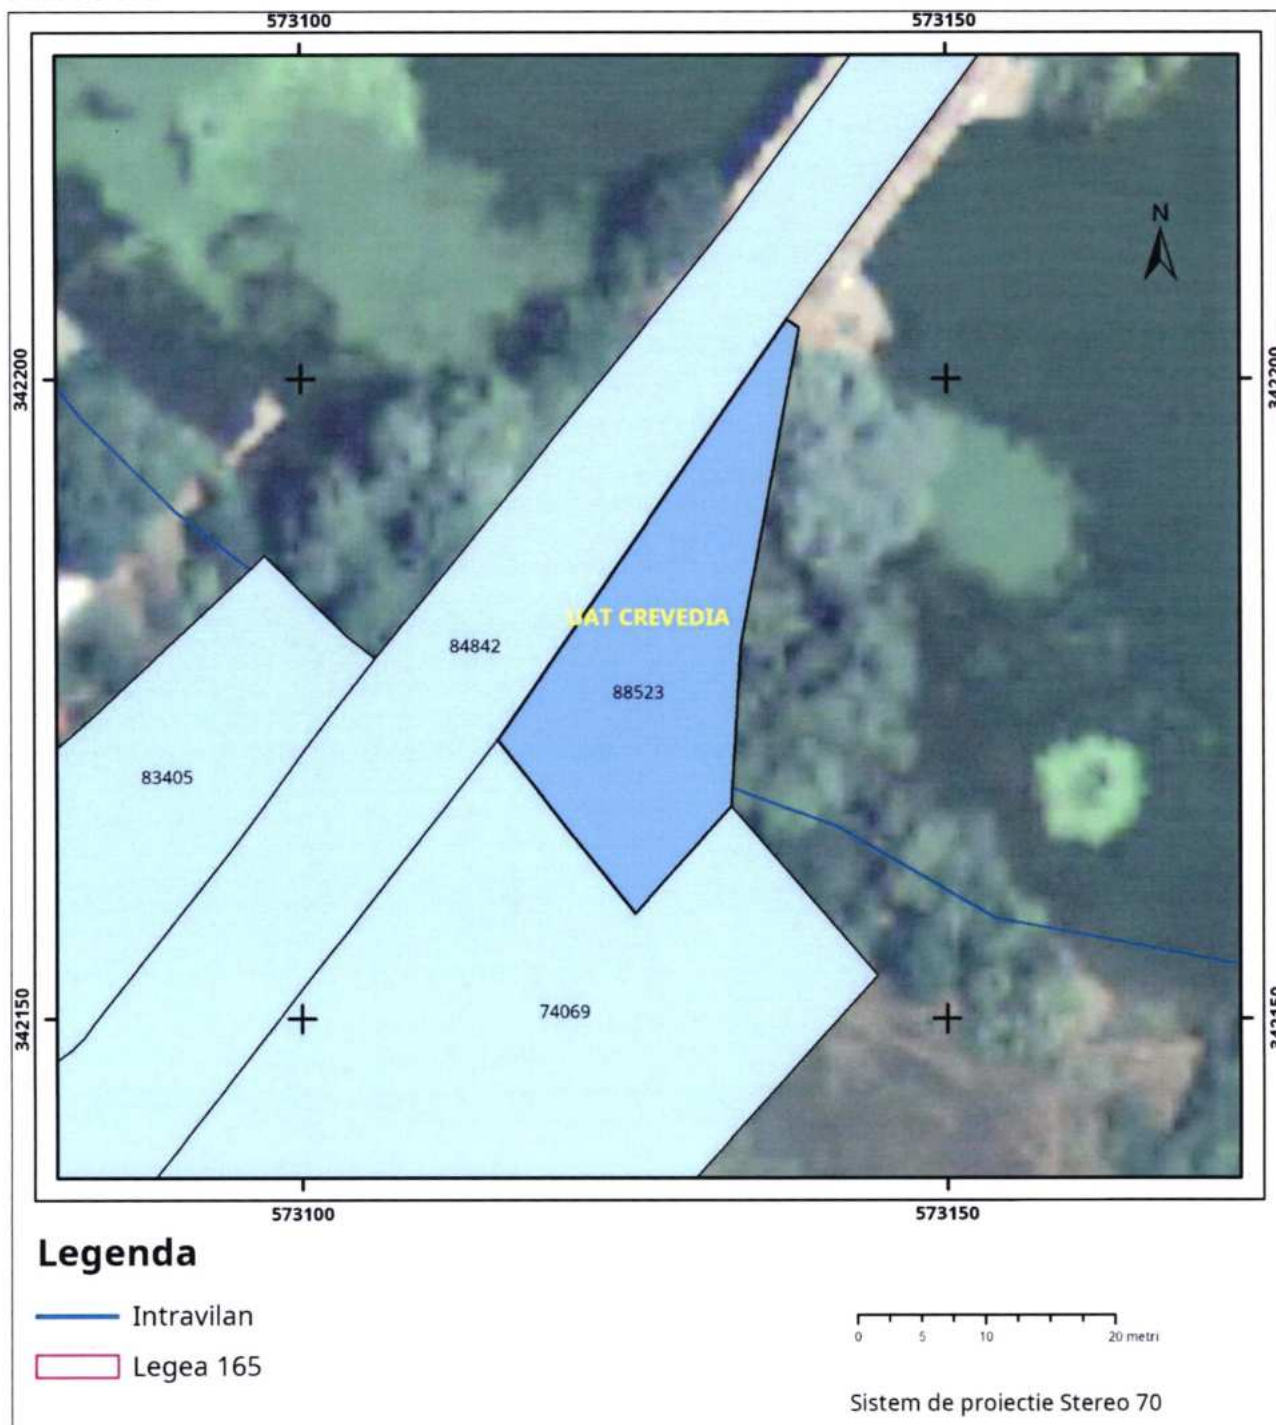 573100 573150
N
342200 342200
UAT CREVEDIA
84842
88523
83405
74069
342150 342150
573100 573150
Legenda
Intravilan
Legea 165
0 5 10 20 metri
Sistem de proiectie Stereo 70